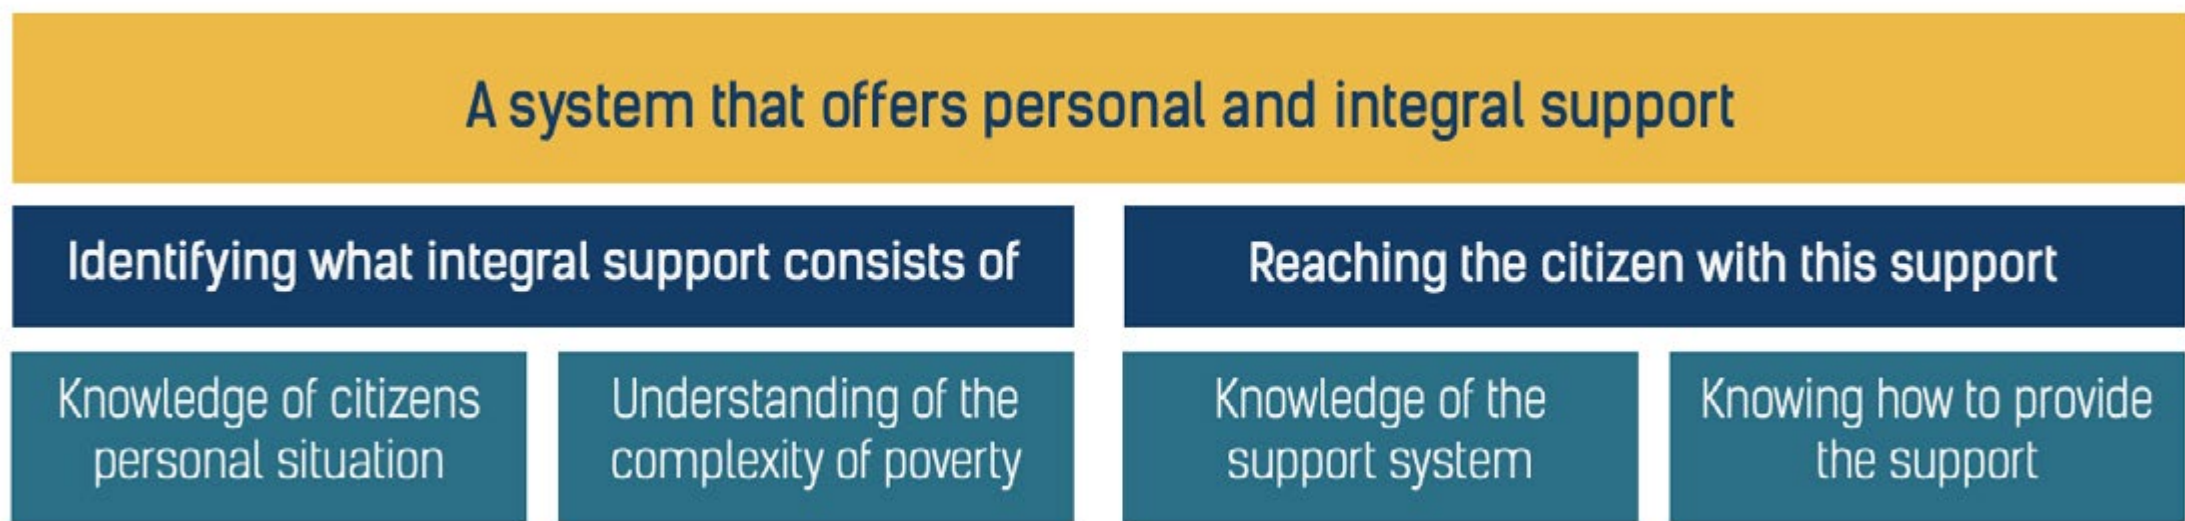 A system that offers personal and integral support
Identifying what integral support consists of
Reaching the citizen with this support
Knowledge of citizens
personal situation
Understanding of the
complexity of poverty
Knowledge of the
support system
Knowing how to provide
the support